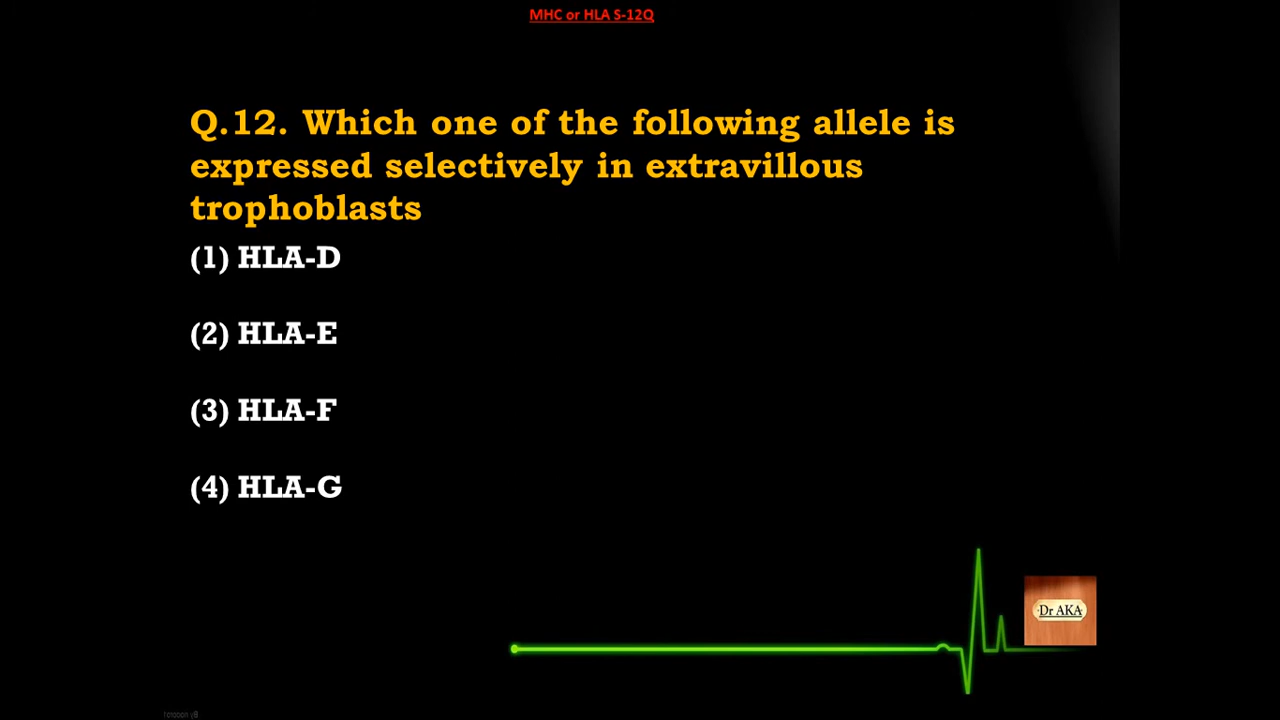 MHC or HLA S-12Q
Q.12. Which one of the following allele is
expressed selectively in extravillous
trophoblasts
(1) HLA-D
(2) HLA-E
(3) HLA-F
(4) HLA-G
Dr AKA